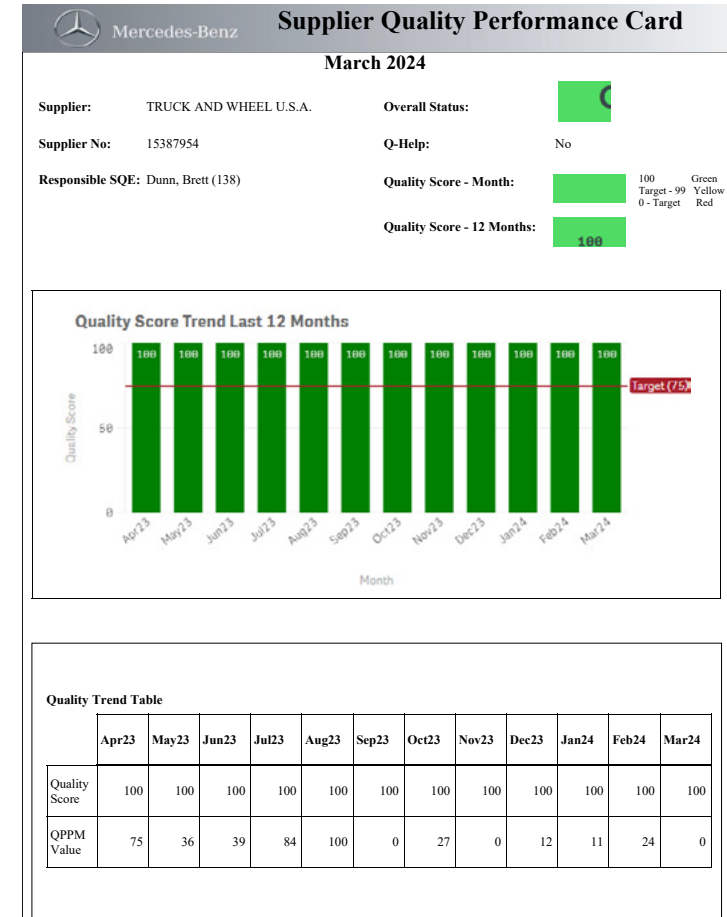 Mercedes-Benz Supplier Quality Performance Card
March 2024
Supplier: TRUCK AND WHEEL U.S.A. Overall Status:
Supplier No: 15387954 Q-Help: No
Responsible SQE: Dunn, Brett (138) Quality Score - Month:
100 Green
Target - 99 Yellow
0 - Target Red
Quality Score - 12 Months: 100
Quality Score Trend Last 12 Months
100 100 100 100 100 100 100 100 100 100 100 100 100
Target (75)
Quality Score
50
0
Apr23 May23 Jun23 Jul23 Aug23 Sep23 Oct23 Nov23 Dec23 Jan24 Feb24 Mar24
Month
Quality Trend Table
Apr23 May23 Jun23 Jul23 Aug23 Sep23 Oct23 Nov23 Dec23 Jan24 Feb24 Mar24
Quality Score 100 100 100 100 100 100 100 100 100 100 100 100
QPPM Value 75 36 39 84 100 0 27 0 12 11 24 0